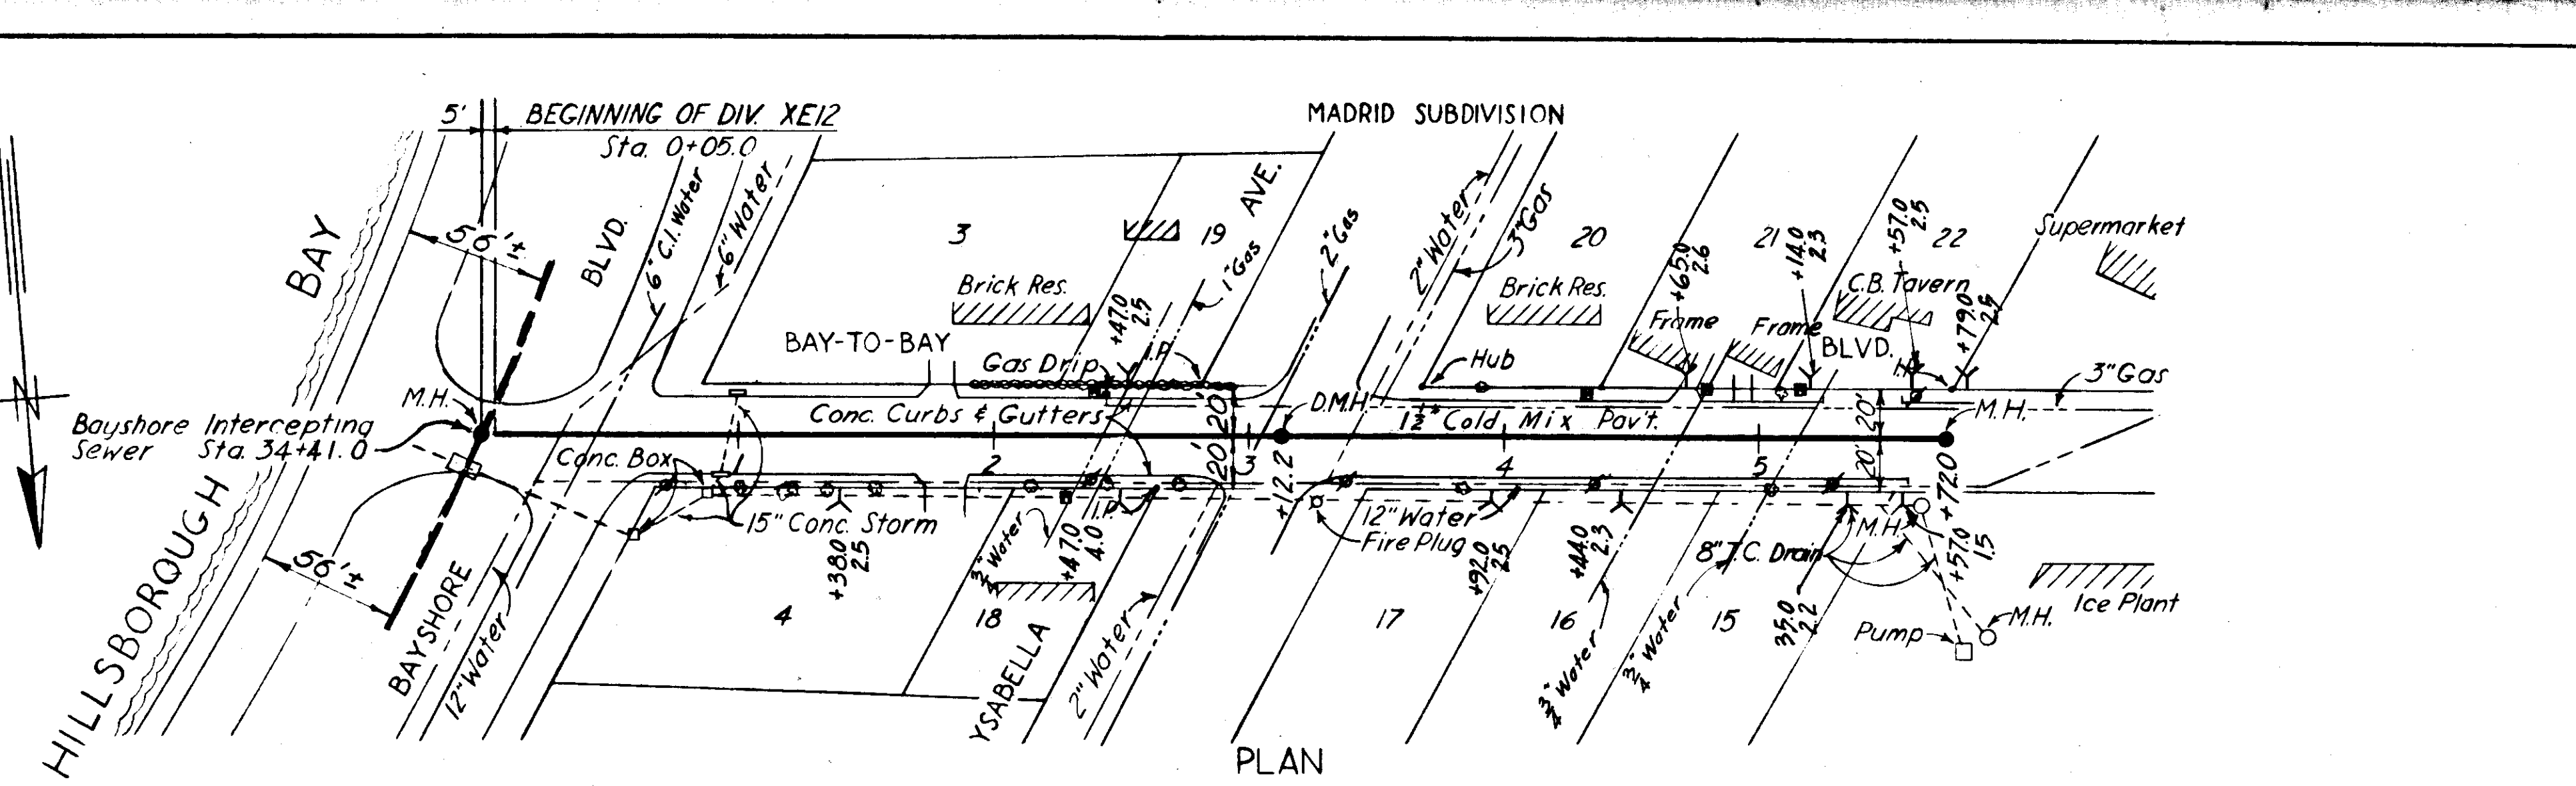 5'
BEGINNING OF DIV. XE12
Sta. 0+05.0
MADRID SUBDIVISION
HILLSBOROUGH BAY
56'±
BLVD.
6" C.I. Water
6" Water
3
19
AVE.
1" Gas
2" Gas
2" Water
3" Gas
20
21
22
+65.0
2.6
+14.0
2.3
+57.0
2.5
+79.0
2.5
Supermarket
Brick Res.
Brick Res.
C.B. Tavern
Frame
Frame
+47.0
2.5
BAY-TO-BAY
BLVD.
Gas Drip
I.P.
Hub
H
3" Gas
N
M.H.
Bayshore Intercepting
Sewer Sta. 34+41.0
Conc. Curbs & Gutters
20'
20'
D.M.H.
1½" Cold Mix Pav't.
20'
20'
M.H.
Conc. Box
1
2
3
4
5
+12.2
+72.0
15" Conc. Storm
I.P.
12" Water
Fire Plug
M.H.
8" T.C. Drain
56'±
BAYSHORE
12" Water
+38.0
2.5
¾" Water
+47.0
4.0
+92.0
2.5
+44.0
2.3
35.0
2.2
+57.0
1.5
4
18
YSABELLA
2" Water
17
16
15
¾" Water
¾" Water
Ice Plant
Pump
M.H.
PLAN